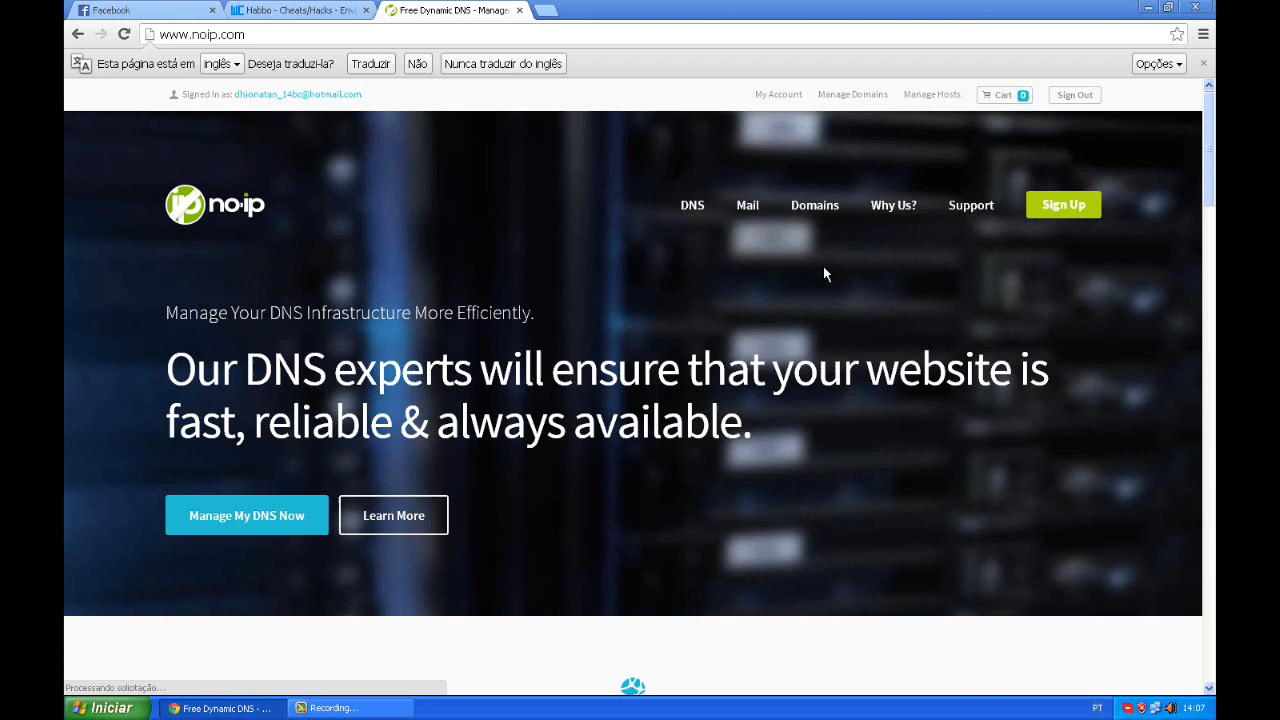 Facebook
Habbo - Cheats/Hacks - Envi
Free Dynamic DNS - Manage
www.noip.com
Esta página está em inglês Deseja traduzi-la? Traduzir Não Nunca traduzir do inglês Opções
Signed In as: dhionatan_14bc@hotmail.com
My Account Manage Domains Manage Hosts Cart 0 Sign Out
no-ip
DNS Mail Domains Why Us? Support Sign Up
Manage Your DNS Infrastructure More Efficiently.
Our DNS experts will ensure that your website is
fast, reliable & always available.
Manage My DNS Now Learn More
Processando solicitação...
Iniciar Free Dynamic DNS - ... Recording... PT 14:07